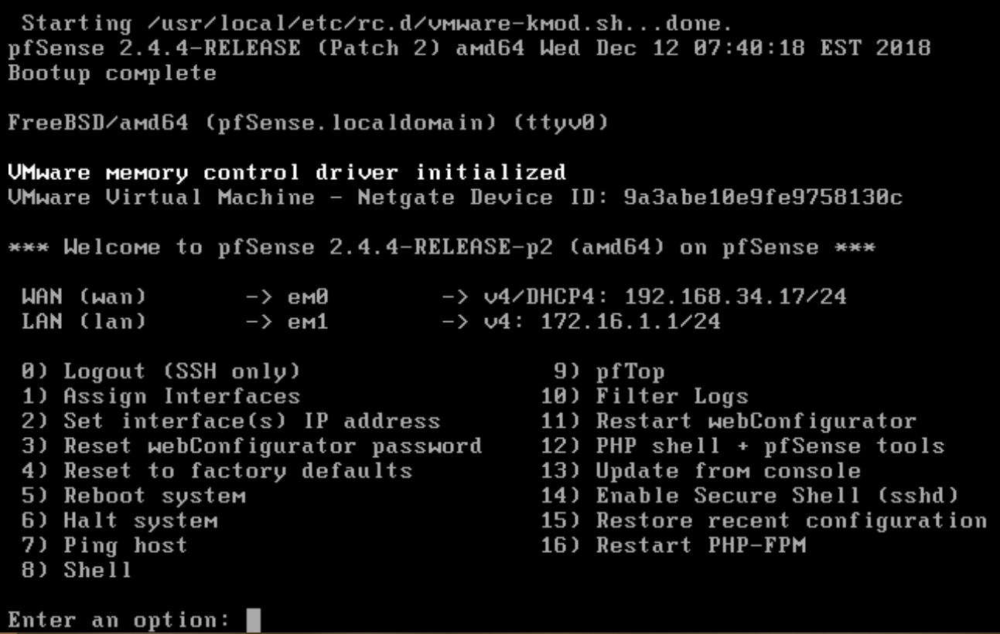 Starting /usr/local/etc/rc.d/vmware-kmod.sh...done.
pfSense 2.4.4-RELEASE (Patch 2) amd64 Wed Dec 12 07:40:18 EST 2018
Bootup complete
FreeBSD/amd64 (pfSense.localdomain) (ttyv0)
VMware memory control driver initialized
VMware Virtual Machine - Netgate Device ID: 9a3abe10e9fe9758130c
*** Welcome to pfSense 2.4.4-RELEASE-p2 (amd64) on pfSense ***
WAN (wan) -> em0 -> v4/DHCP4: 192.168.34.17/24
LAN (lan) -> em1 -> v4: 172.16.1.1/24
0) Logout (SSH only) 9) pfTop
1) Assign Interfaces 10) Filter Logs
2) Set interface(s) IP address 11) Restart webConfigurator
3) Reset webConfigurator password 12) PHP shell + pfSense tools
4) Reset to factory defaults 13) Update from console
5) Reboot system 14) Enable Secure Shell (sshd)
6) Halt system 15) Restore recent configuration
7) Ping host 16) Restart PHP-FPM
8) Shell
Enter an option: